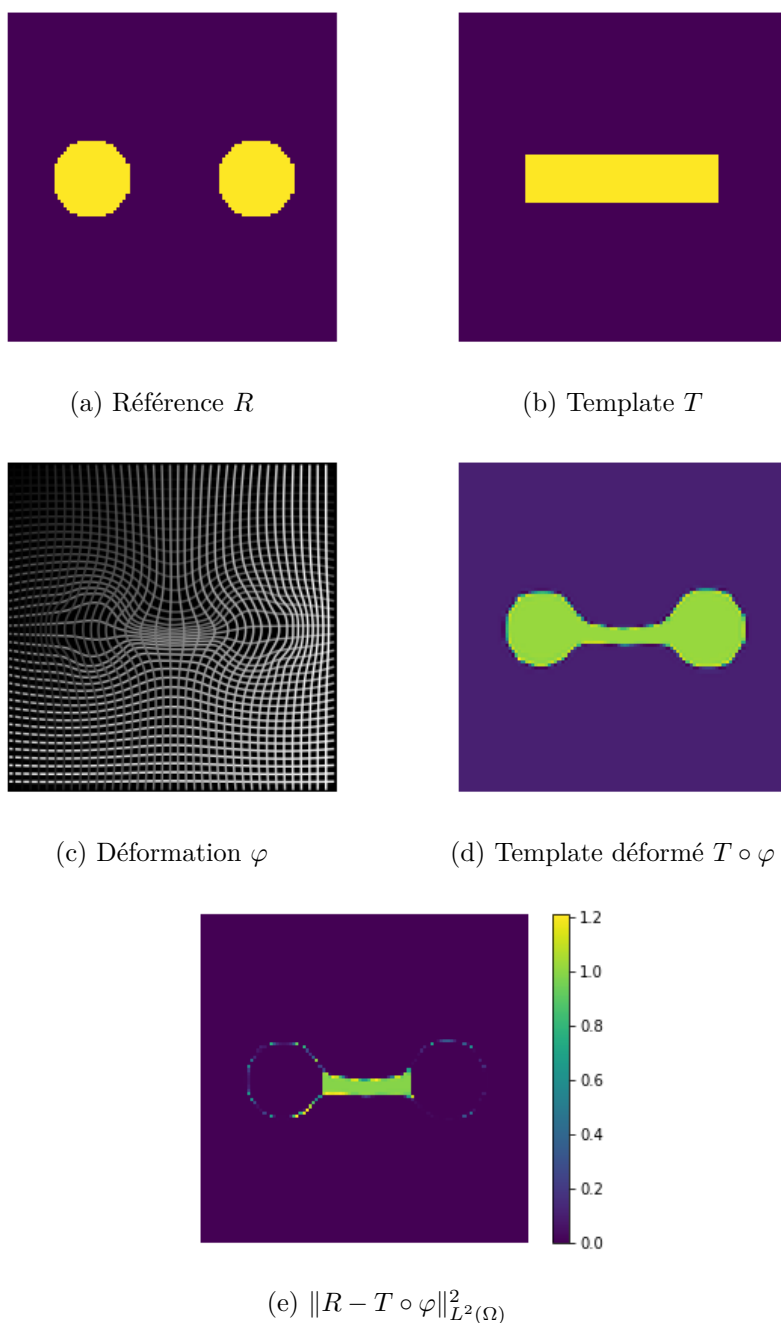 (a) Référence R
(b) Template T
(c) Déformation φ
(d) Template déformé T ∘ φ
1.2
1.0
0.8
0.6
0.4
0.2
0.0
(e) ‖R − T ∘ φ‖²_{L²(Ω)}